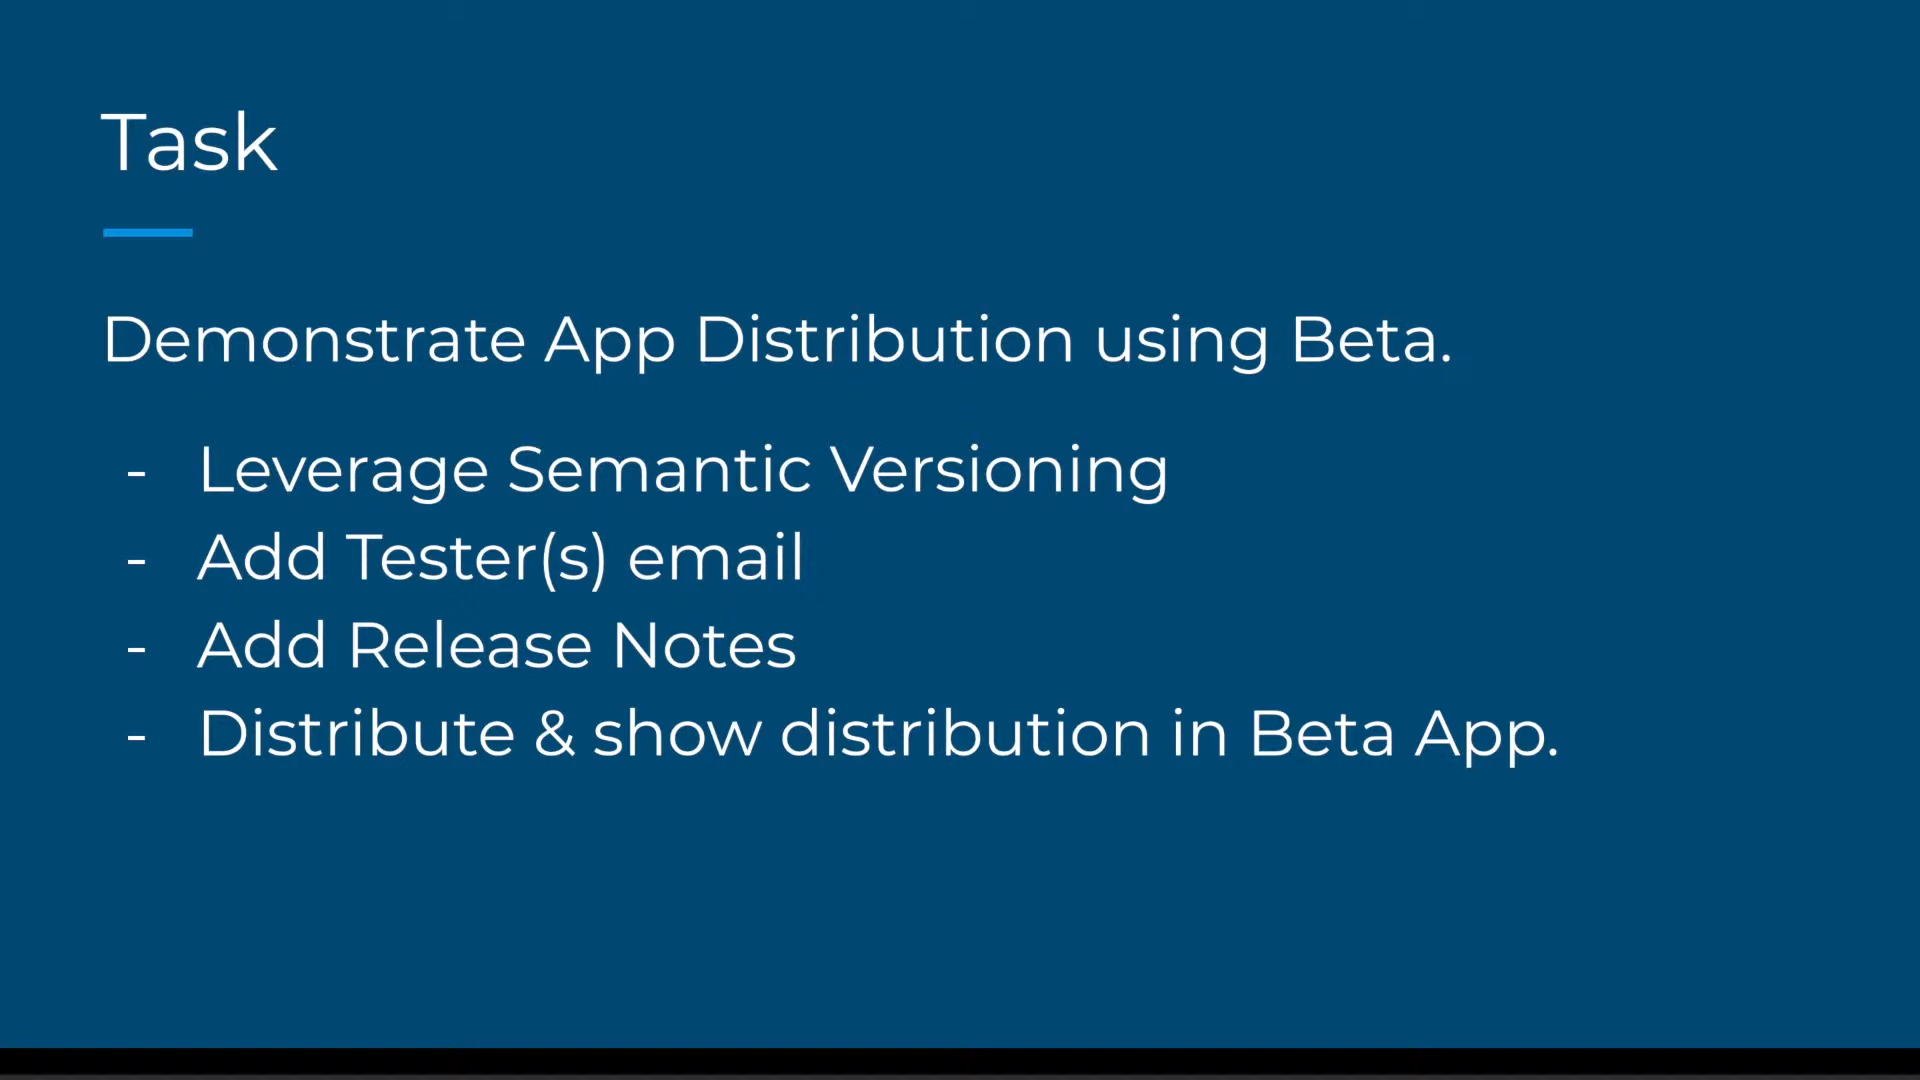 Task
Demonstrate App Distribution using Beta.
- Leverage Semantic Versioning
- Add Tester(s) email
- Add Release Notes
- Distribute & show distribution in Beta App.